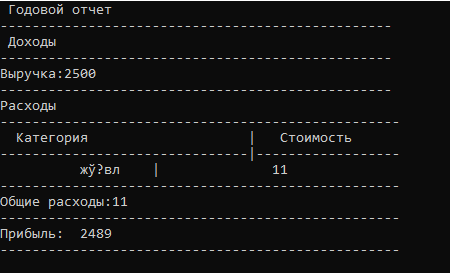 Годовой отчет
Доходы
Выручка:2500
Расходы
Категория | Стоимость
жў?вл | 11
Общие расходы:11
Прибыль: 2489